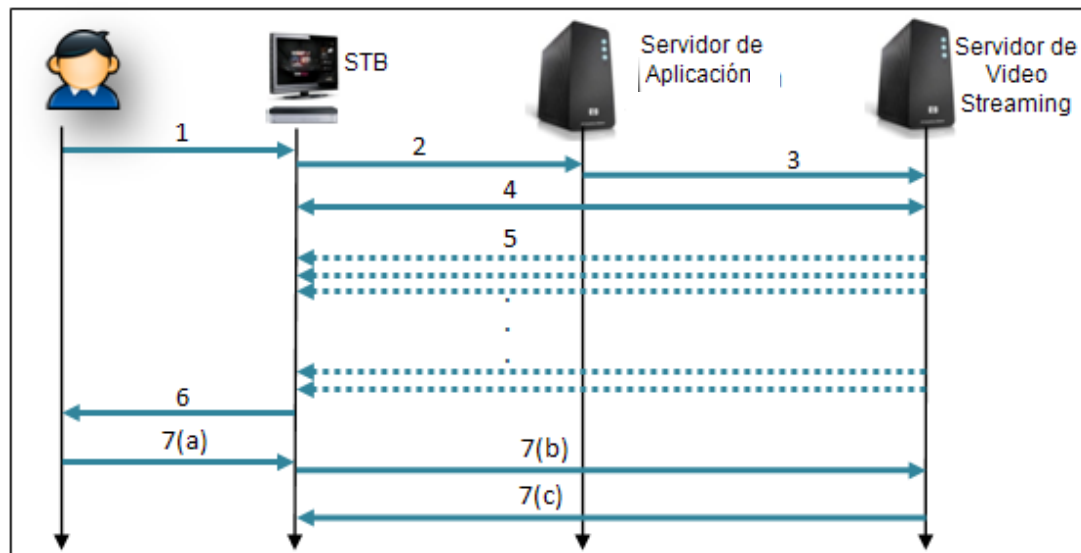 STB
Servidor de
Aplicación
Servidor de
Video
Streaming
1
2
3
4
5
6
7(a)
7(b)
7(c)